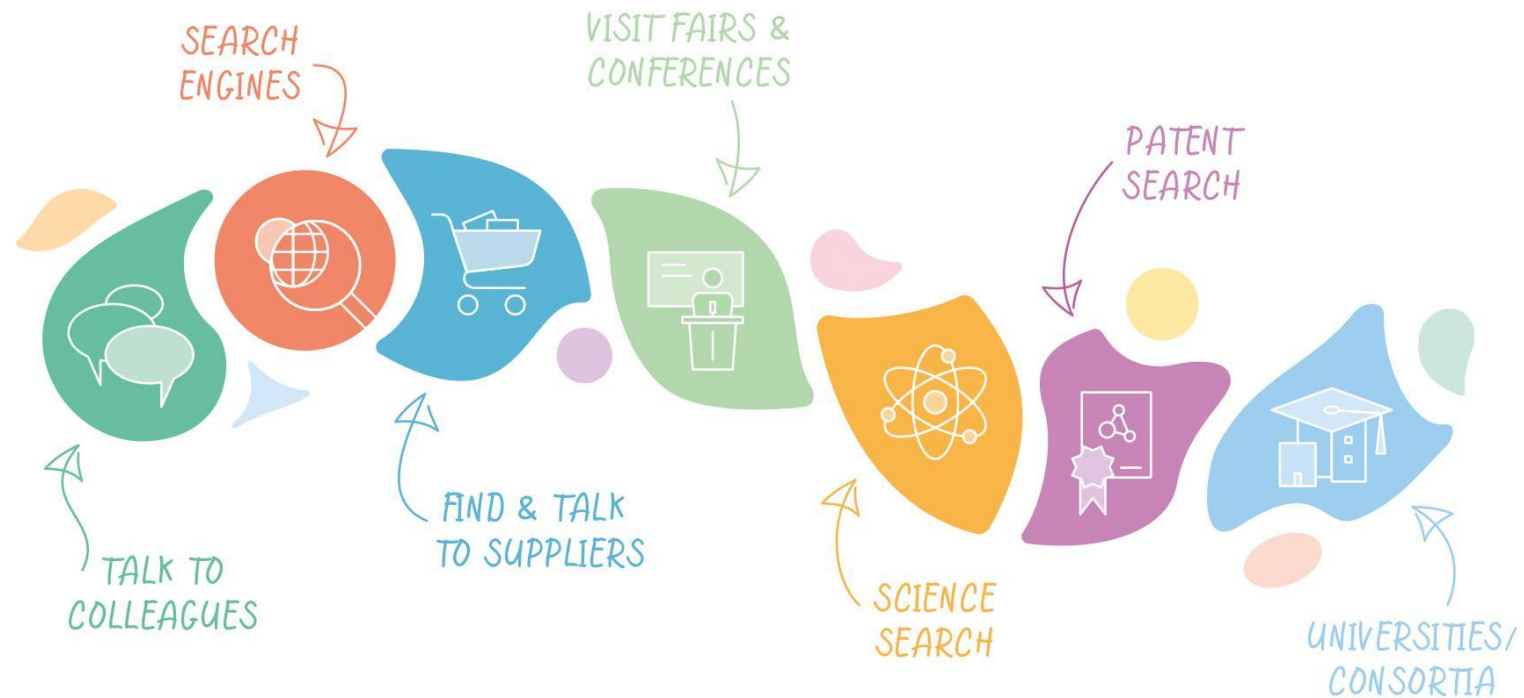 SEARCH
ENGINES
VISIT FAIRS &
CONFERENCES
PATENT
SEARCH
FIND & TALK
TO SUPPLIERS
TALK TO
COLLEAGUES
SCIENCE
SEARCH
UNIVERSITIES/
CONSORTIA